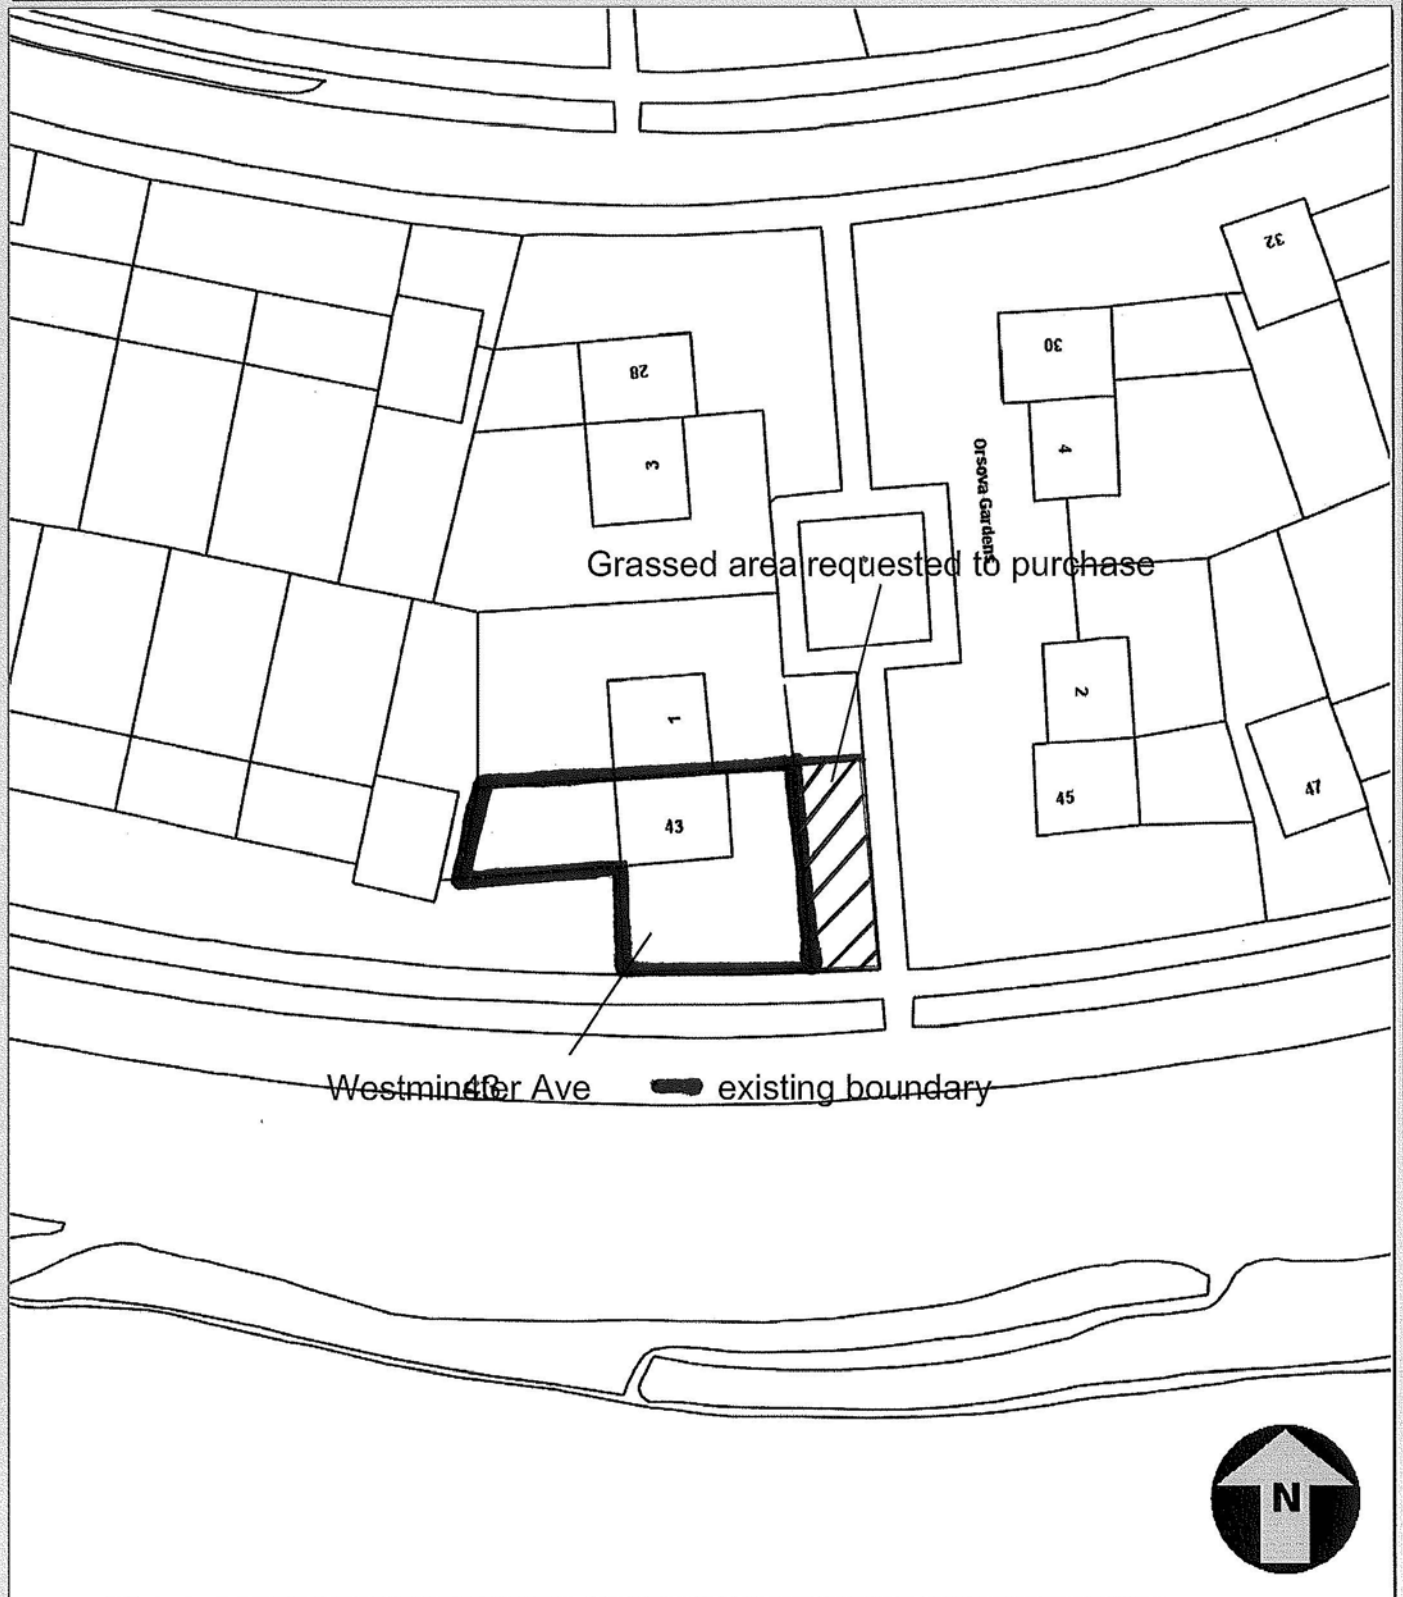 32
30
28
4
3
Orsova Gardens
Grassed area requested to purchase
2
1
47
45
43
43 Westminster Ave
existing boundary
N